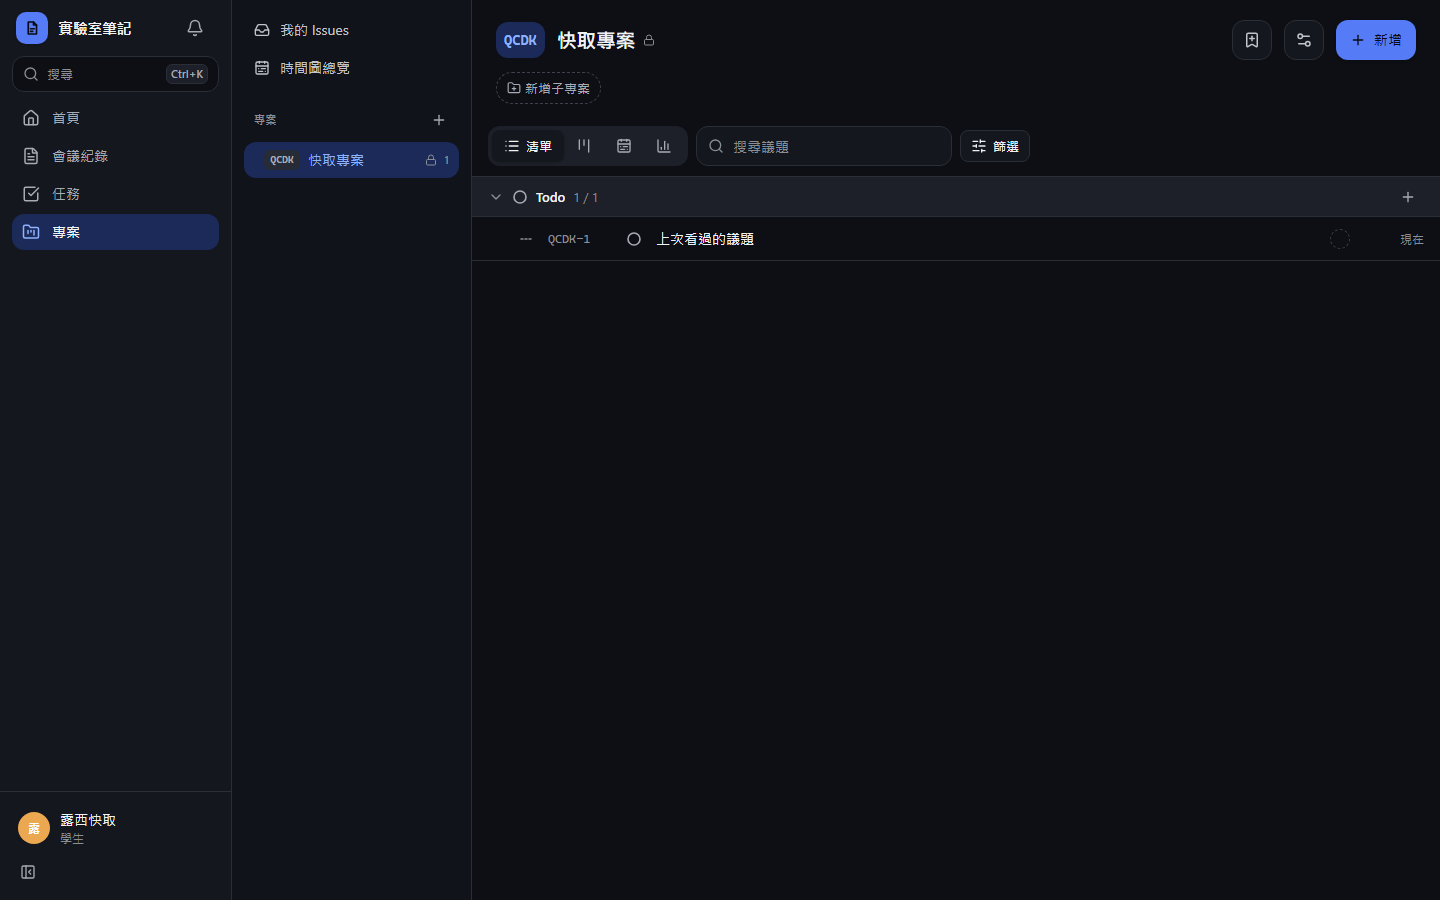 實驗室筆記
搜尋 Ctrl+K
首頁
會議紀錄
任務
專案
露
露西快取
學生
我的 Issues
時間圖總覽
專案
QCDK 快取專案 1
QCDK 快取專案
新增
新增子專案
清單
搜尋議題
篩選
Todo 1 / 1
--- QCDK-1 上次看過的議題 現在